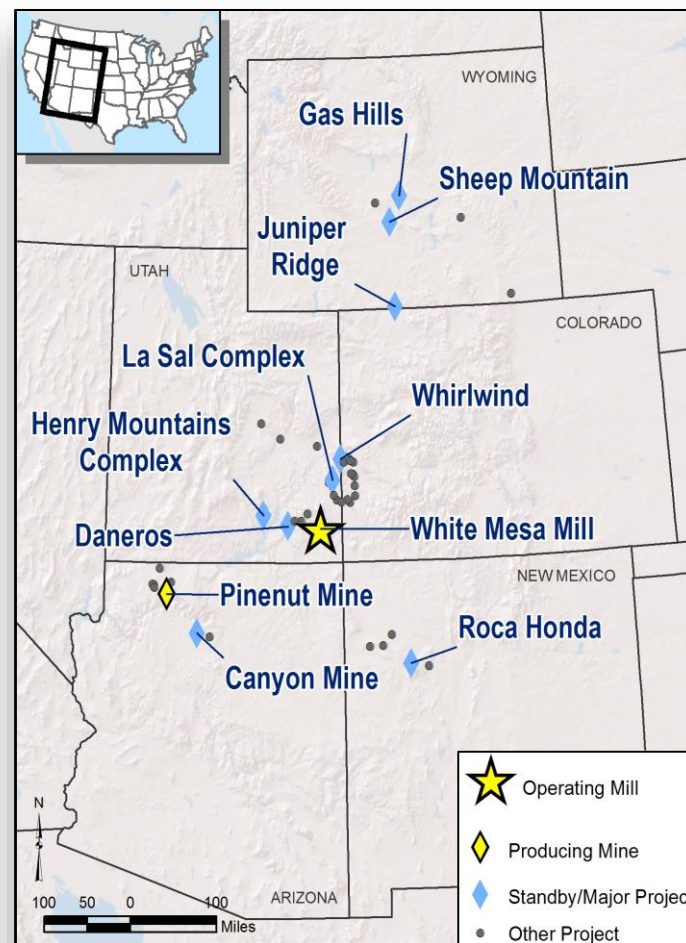 WYOMING
Gas Hills
Sheep Mountain
Juniper
Ridge
UTAH
COLORADO
La Sal Complex
Whirlwind
Henry Mountains
Complex
Daneros
White Mesa Mill
NEW MEXICO
Pinenut Mine
Roca Honda
Canyon Mine
N
ARIZONA
100 50 0 100
Miles
Operating Mill
Producing Mine
Standby/Major Project
Other Project